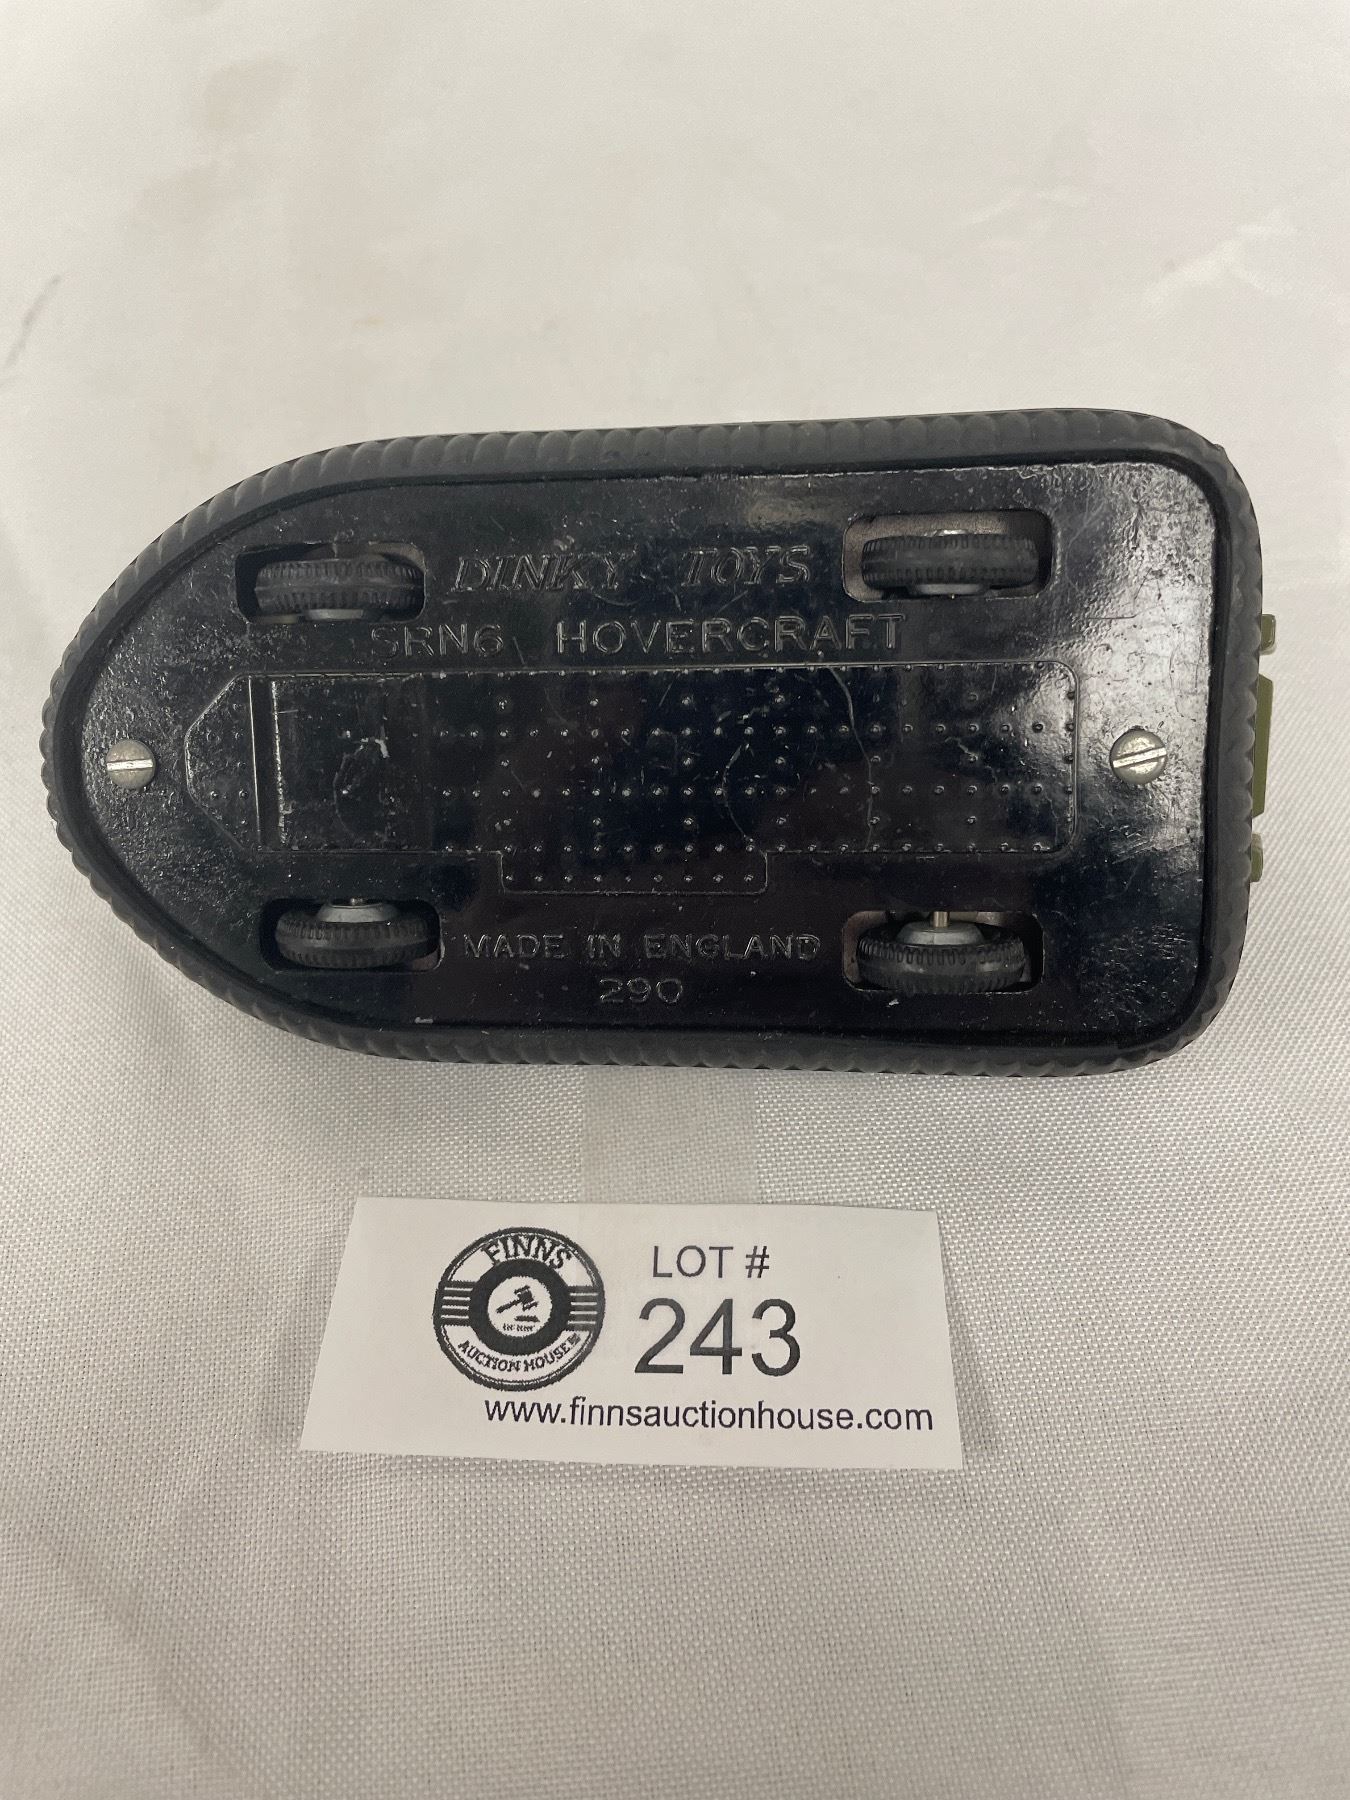 DINKY TOYS
SRN6 HOVERCRAFT
MADE IN ENGLAND
290
FINNS
AUCTION HOUSE
LOT #
243
www.finnsauctionhouse.com